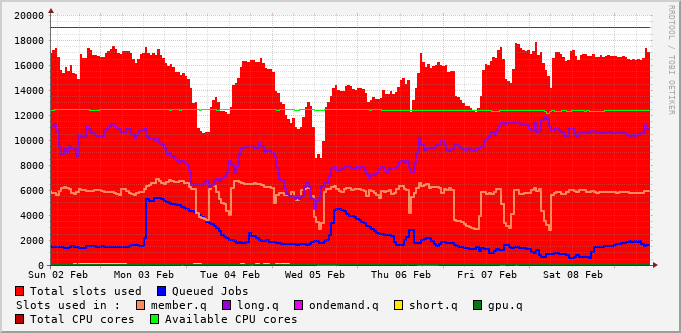 20000
18000
16000
14000
12000
10000
8000
6000
4000
2000
0
RRDTOOL / TOBI OETIKER
Sun 02 Feb Mon 03 Feb Tue 04 Feb Wed 05 Feb Thu 06 Feb Fri 07 Feb Sat 08 Feb
Total slots used Queued Jobs
Slots used in : member.q long.q ondemand.q short.q gpu.q
Total CPU cores Available CPU cores